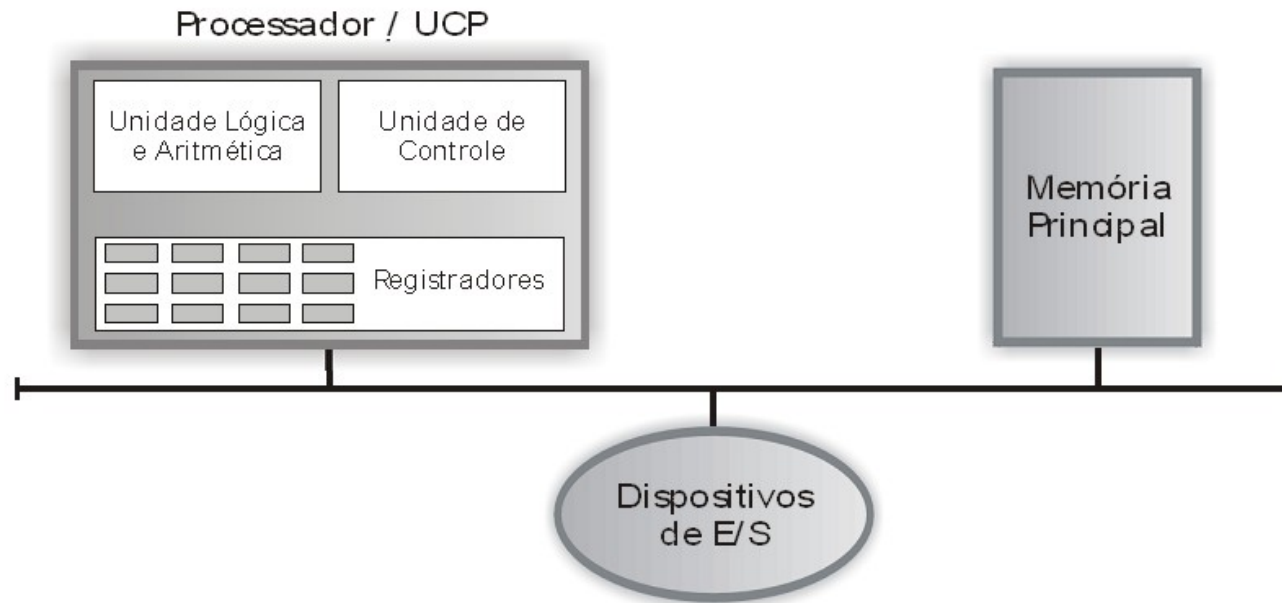 Processador / UCP
Unidade Lógica
e Aritmética
Unidade de
Controle
Registradores
Memória
Principal
Dispositivos
de E/S